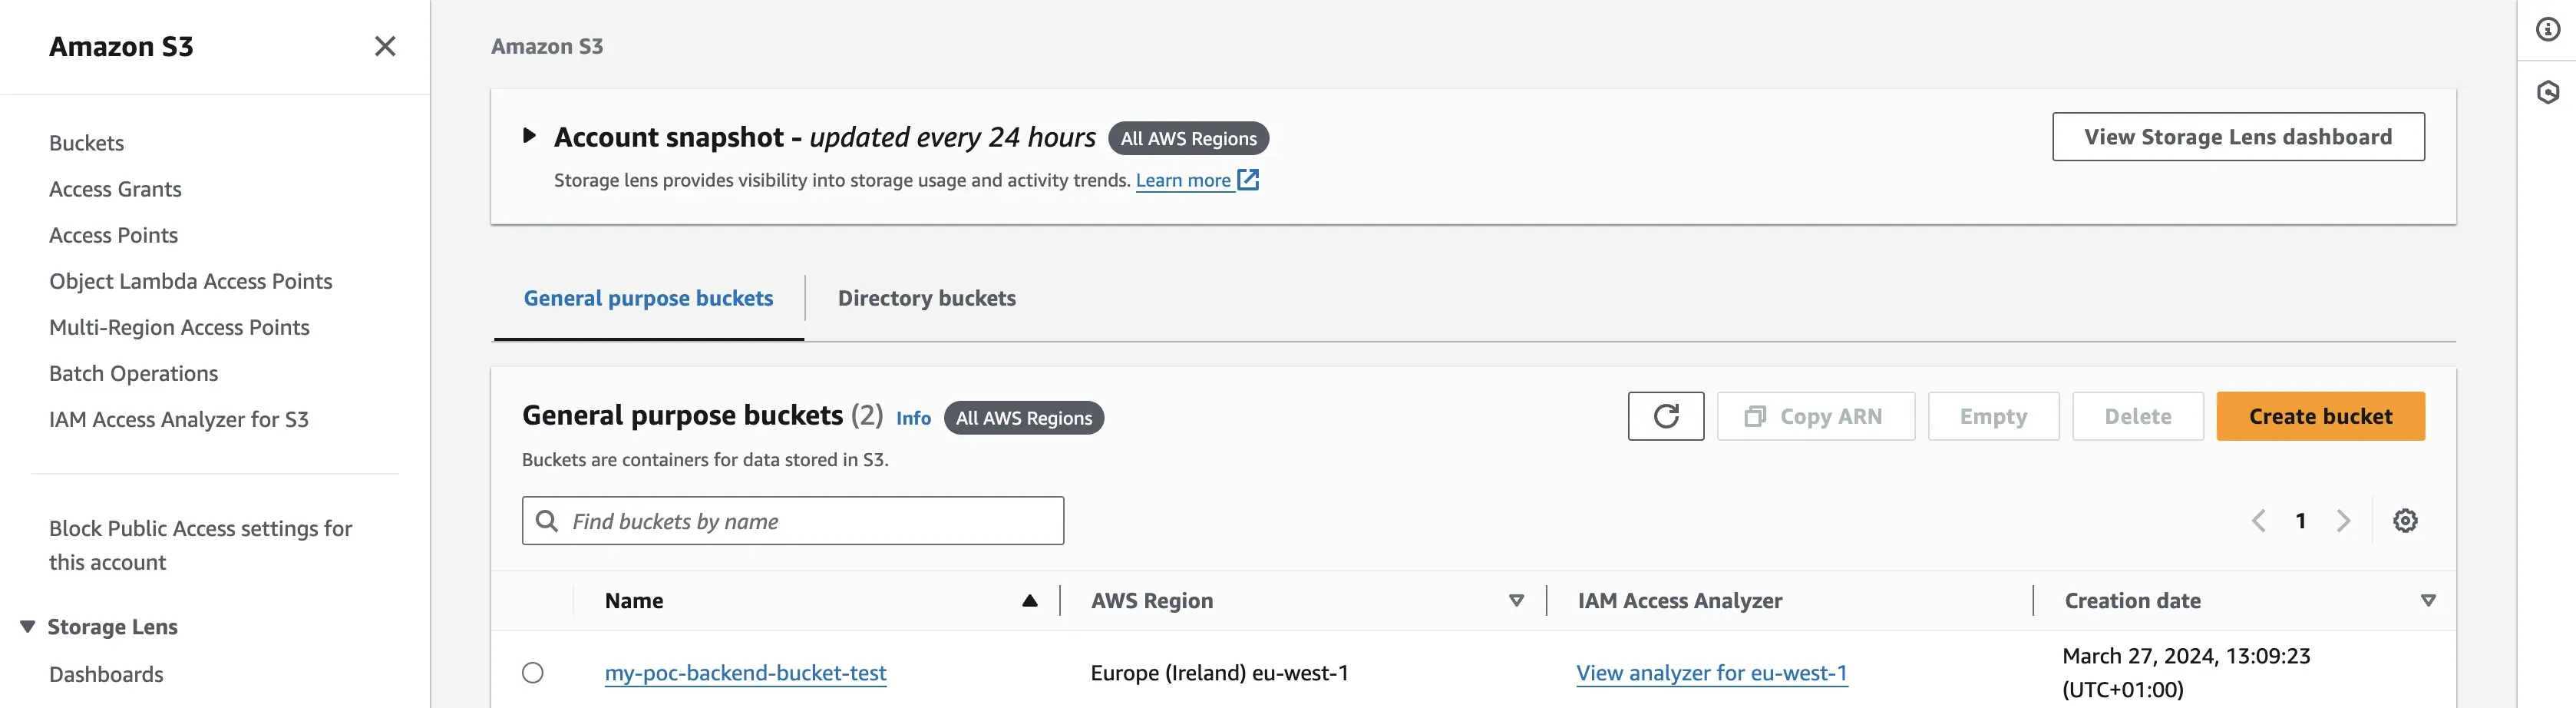 Amazon S3
Buckets
Access Grants
Access Points
Object Lambda Access Points
Multi-Region Access Points
Batch Operations
IAM Access Analyzer for S3
Block Public Access settings for
this account
Storage Lens
Dashboards
Amazon S3
Account snapshot - updated every 24 hours All AWS Regions
Storage lens provides visibility into storage usage and activity trends. Learn more
View Storage Lens dashboard
General purpose buckets Directory buckets
General purpose buckets (2) Info All AWS Regions
Buckets are containers for data stored in S3.
Copy ARN Empty Delete Create bucket
Find buckets by name
1
Name AWS Region IAM Access Analyzer Creation date
my-poc-backend-bucket-test Europe (Ireland) eu-west-1 View analyzer for eu-west-1 March 27, 2024, 13:09:23
(UTC+01:00)